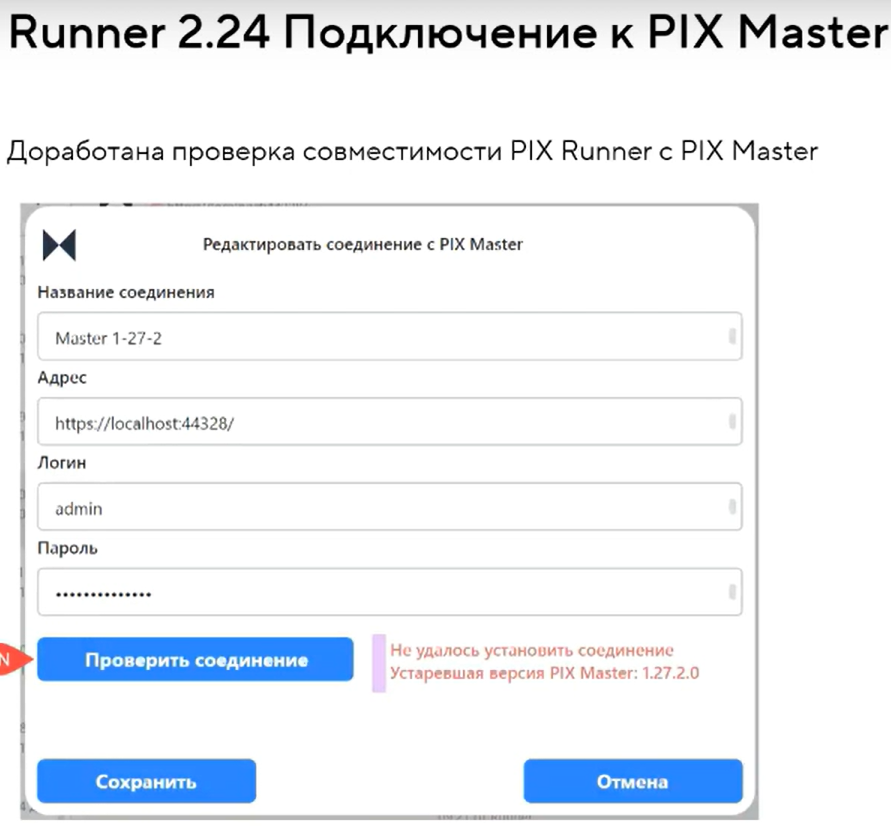 Runner 2.24 Подключение к PIX Master
Доработана проверка совместимости PIX Runner с PIX Master
Редактировать соединение с PIX Master
Название соединения
Master 1-27-2
Адрес
https://localhost:44328/
Логин
admin
Пароль
••••••••••••••
N
Проверить соединение
Не удалось установить соединение
Устаревшая версия PIX Master: 1.27.2.0
Сохранить
Отмена